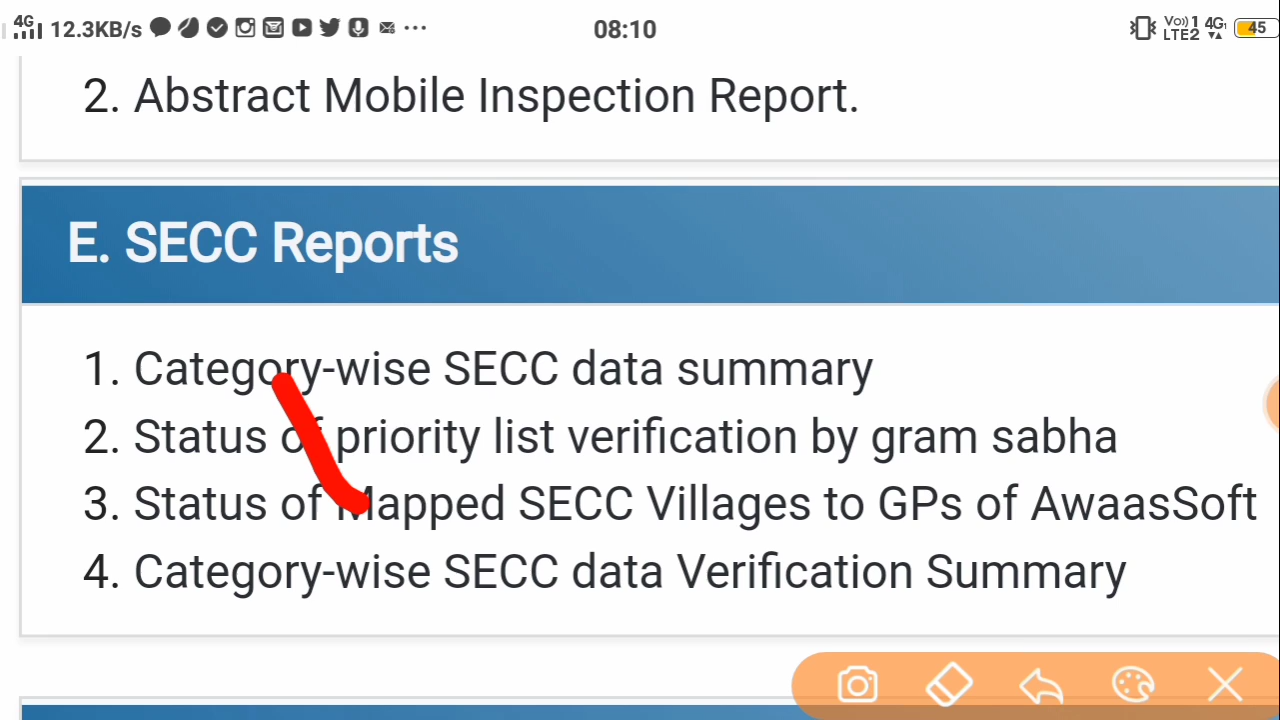 4G 12.3KB/s ... 08:10 Vo)) 1 LTE2 4G 45
2. Abstract Mobile Inspection Report.
E. SECC Reports
1. Category-wise SECC data summary
2. Status of priority list verification by gram sabha
3. Status of Mapped SECC Villages to GPs of AwaasSoft
4. Category-wise SECC data Verification Summary